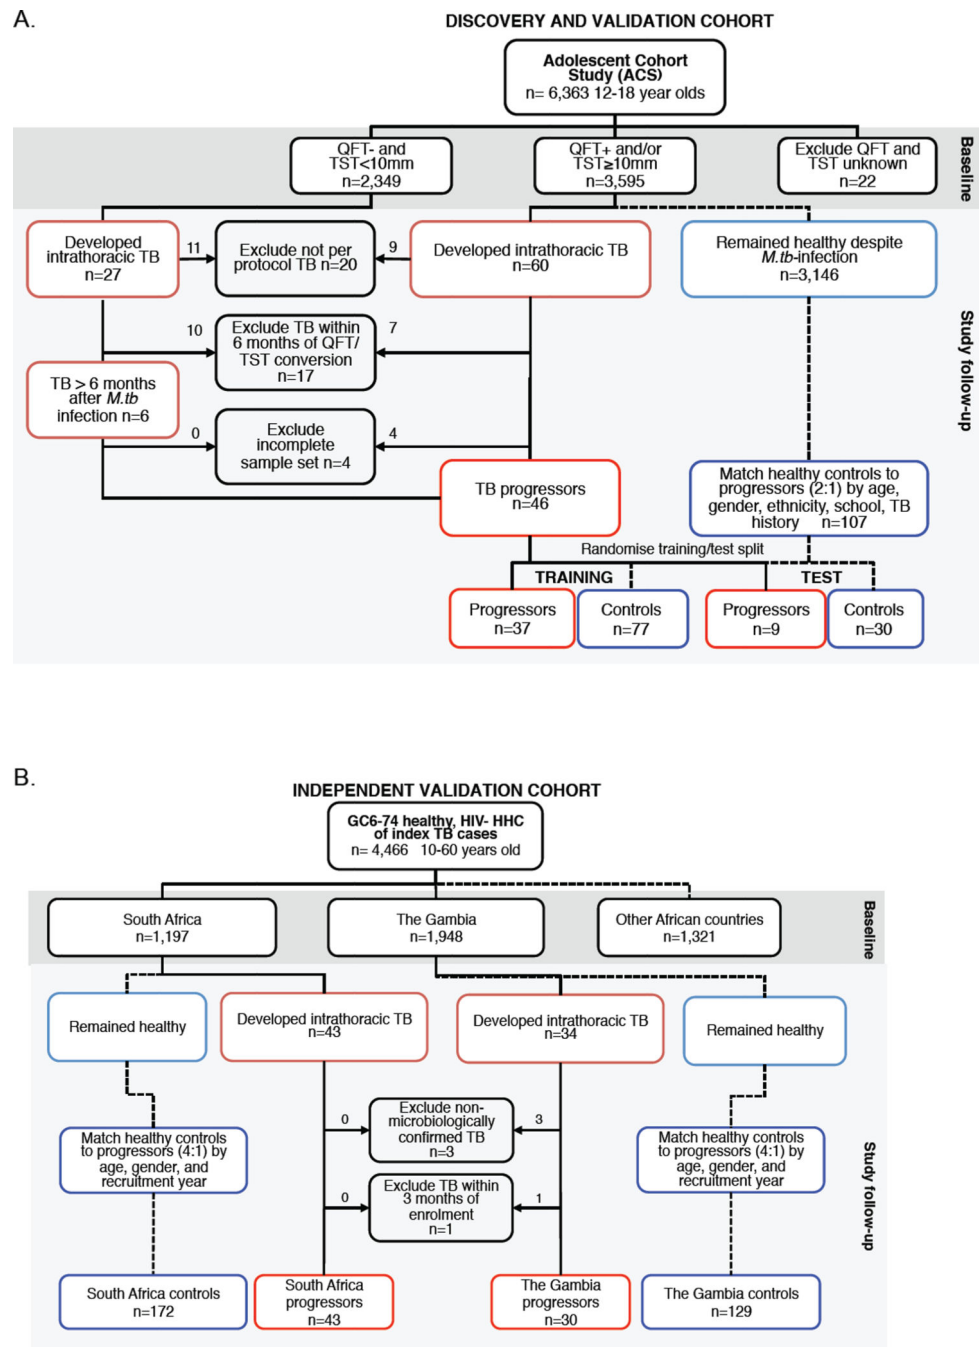 A.
DISCOVERY AND VALIDATION COHORT
Adolescent Cohort
Study (ACS)
n= 6,363 12-18 year olds
Baseline
QFT- and
TST<10mm
n=2,349
QFT+ and/or
TST≥10mm
n=3,595
Exclude QFT and
TST unknown
n=22
Study follow-up
Developed
intrathoracic TB
n=27
11
Exclude not per
protocol TB n=20
9
Developed intrathoracic TB
n=60
Remained healthy despite
M.tb-infection
n=3,146
10
Exclude TB within
6 months of QFT/
TST conversion
n=17
7
TB > 6 months
after M.tb
infection n=6
0
Exclude
incomplete
sample set n=4
4
TB progressors
n=46
Match healthy controls to
progressors (2:1) by age,
gender, ethnicity, school, TB
history n=107
Randomise training/test split
TRAINING
TEST
Progressors
n=37
Controls
n=77
Progressors
n=9
Controls
n=30
B.
INDEPENDENT VALIDATION COHORT
GC6-74 healthy, HIV- HHC
of index TB cases
n= 4,466 10-60 years old
Baseline
South Africa
n=1,197
The Gambia
n=1,948
Other African countries
n=1,321
Study follow-up
Remained healthy
Developed intrathoracic TB
n=43
Developed intrathoracic TB
n=34
Remained healthy
0
Exclude non-
microbiologically
confirmed TB
n=3
3
Match healthy controls
to progressors (4:1) by
age, gender, and
recruitment year
Match healthy controls
to progressors (4:1) by
age, gender, and
recruitment year
0
Exclude TB within
3 months of
enrolment
n=1
1
South Africa controls
n=172
South Africa
progressors
n=43
The Gambia
progressors
n=30
The Gambia controls
n=129